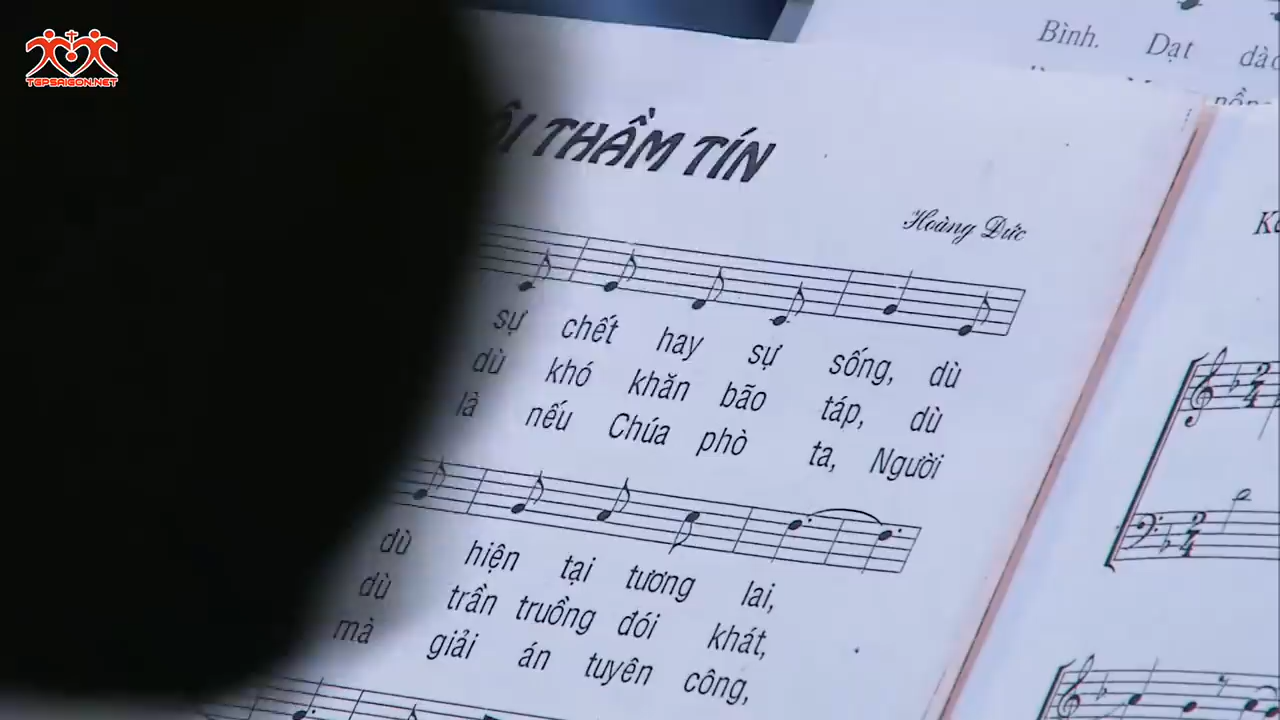 TGPSAIGON.NET
Bình. Dạt dào
THẦM TÍN
Hoàng Đức
sự chết hay sự sống, dù
dù khó khăn bão táp, dù
là nếu Chúa phò ta, Người
dù hiện tại tương lai,
dù trần truồng đói khát,
mà giải án tuyên công,